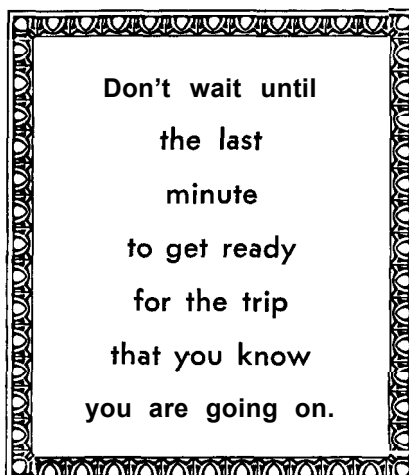 Don't wait until
the last
minute
to get ready
for the trip
that you know
you are going on.